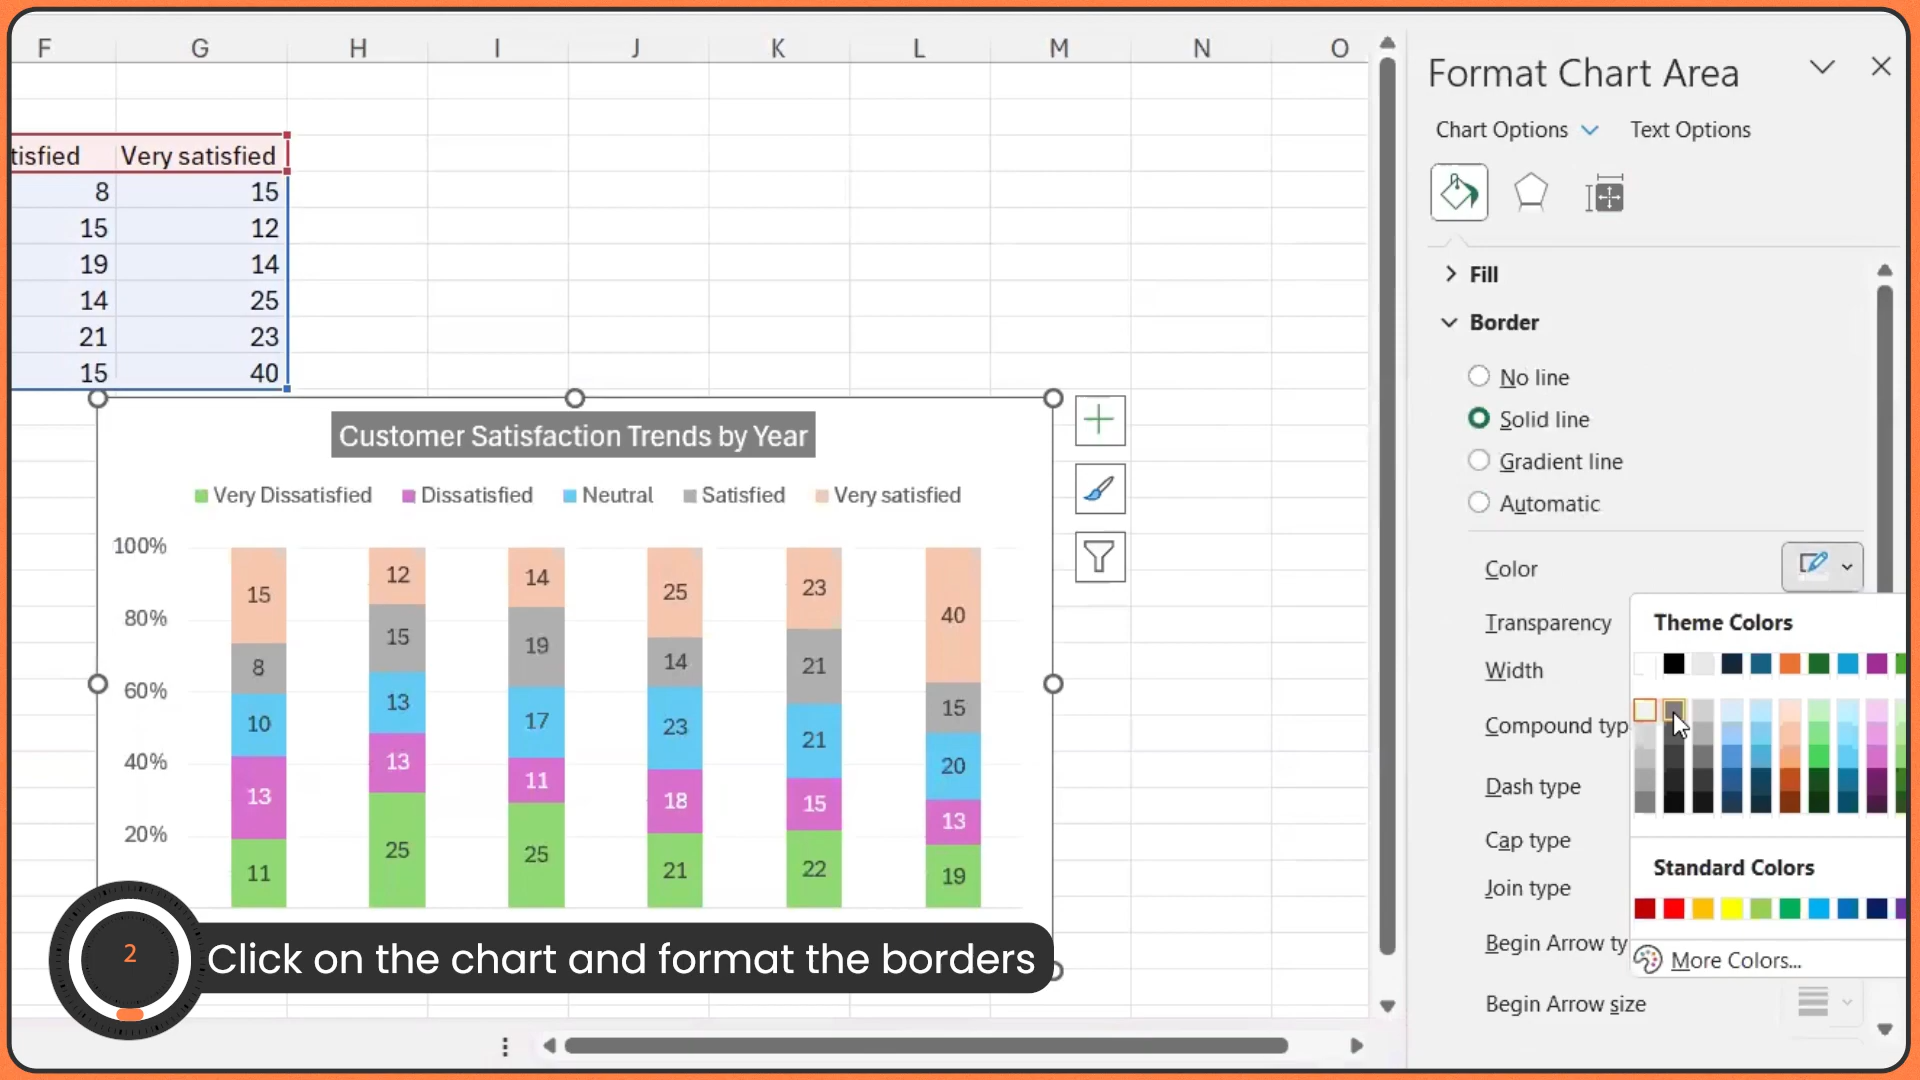 F G H I J K L M N O
tisfied Very satisfied
8 15
15 12
19 14
14 25
21 23
15 40
Customer Satisfaction Trends by Year
Very Dissatisfied Dissatisfied Neutral Satisfied Very satisfied
100%
80%
60%
40%
20%
15 12 14 25 23 40
8 15 19 14 21 15
10 13 17 23 21 20
13 13 11 18 15 13
11 25 25 21 22 19
2
Click on the chart and format the borders
Format Chart Area
Chart Options Text Options
Fill
Border
No line
Solid line
Gradient line
Automatic
Color
Transparency
Width
Compound typ
Dash type
Cap type
Join type
Begin Arrow ty
Begin Arrow size
Theme Colors
Standard Colors
More Colors...